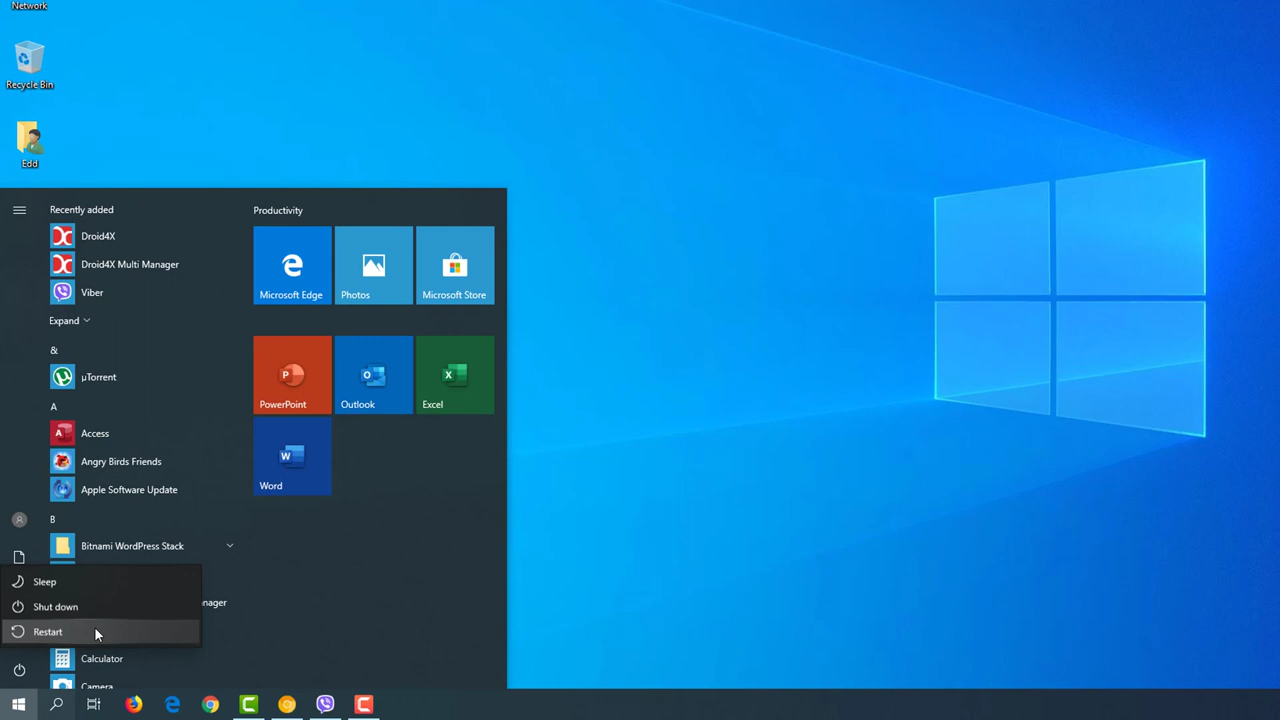 Network
Recycle Bin
Edd
Recently added
Droid4X
Droid4X Multi Manager
Viber
Expand
&
µTorrent
A
Access
Angry Birds Friends
Apple Software Update
B
Bitnami WordPress Stack
Sleep
Shut down
Restart
Calculator
Camera
Productivity
Microsoft Edge
Photos
Microsoft Store
PowerPoint
Outlook
Excel
Word